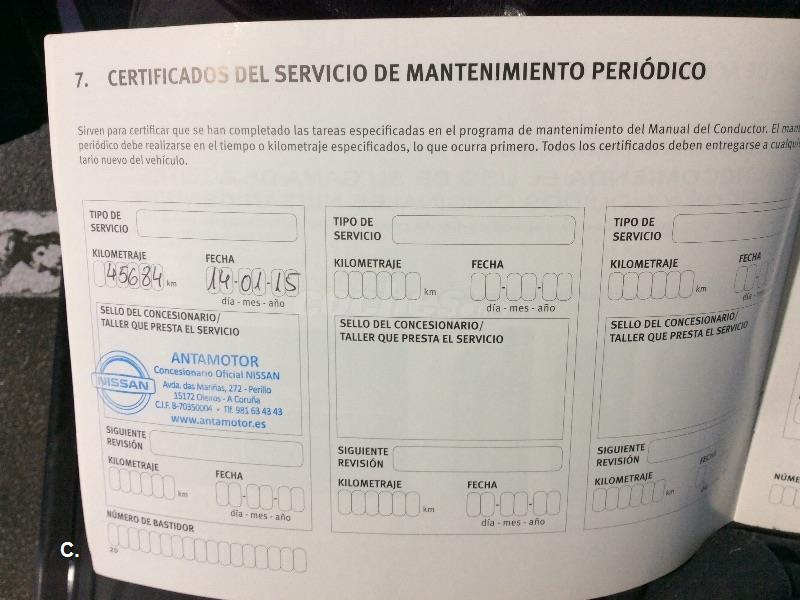 7. CERTIFICADOS DEL SERVICIO DE MANTENIMIENTO PERIÓDICO
Sirven para certificar que se han completado las tareas especificadas en el programa de mantenimiento del Manual del Conductor. El man
periódico debe realizarse en el tiempo o kilometraje especificados, lo que ocurra primero. Todos los certificados deben entregarse a cualqui
tario nuevo del vehículo.
TIPO DE
SERVICIO
KILOMETRAJE
FECHA
45684 km
14-01-15
día - mes - año
SELLO DEL CONCESIONARIO/
TALLER QUE PRESTA EL SERVICIO
ANTAMOTOR
Concesionario Oficial NISSAN
NISSAN
Avda. das Mariñas, 272 - Perillo
15172 Oleiros - A Coruña
C.I.F. B-70350004 • Tlf. 981 63 43 43
www.antamotor.es
SIGUIENTE
REVISIÓN
KILOMETRAJE
FECHA
km
día - mes - año
NÚMERO DE BASTIDOR
20
TIPO DE
SERVICIO
KILOMETRAJE
FECHA
km
día - mes - año
SELLO DEL CONCESIONARIO/
TALLER QUE PRESTA EL SERVICIO
SIGUIENTE
REVISIÓN
KILOMETRAJE
FECHA
km
día - mes - año
TIPO DE
SERVICIO
KILOMETRAJE
FECHA
km
día
SELLO DEL CONCESIONARIO/
TALLER QUE PRESTA EL SERVICIO
SIGUIENTE
REVISIÓN
KILOMETRAJE
FECHA
km
NÚME
C.